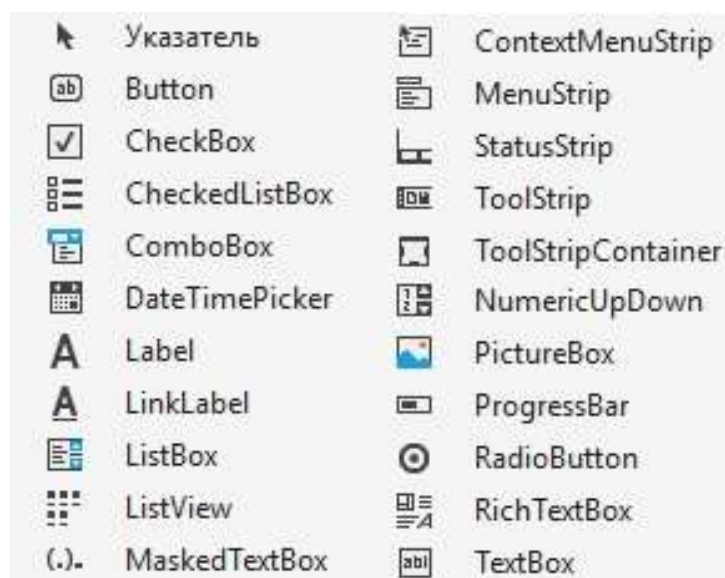 Указатель
Button
CheckBox
CheckedListBox
ComboBox
DateTimePicker
Label
LinkLabel
ListBox
ListView
MaskedTextBox
ContextMenuStrip
MenuStrip
StatusStrip
ToolStrip
ToolStripContainer
NumericUpDown
PictureBox
ProgressBar
RadioButton
RichTextBox
TextBox